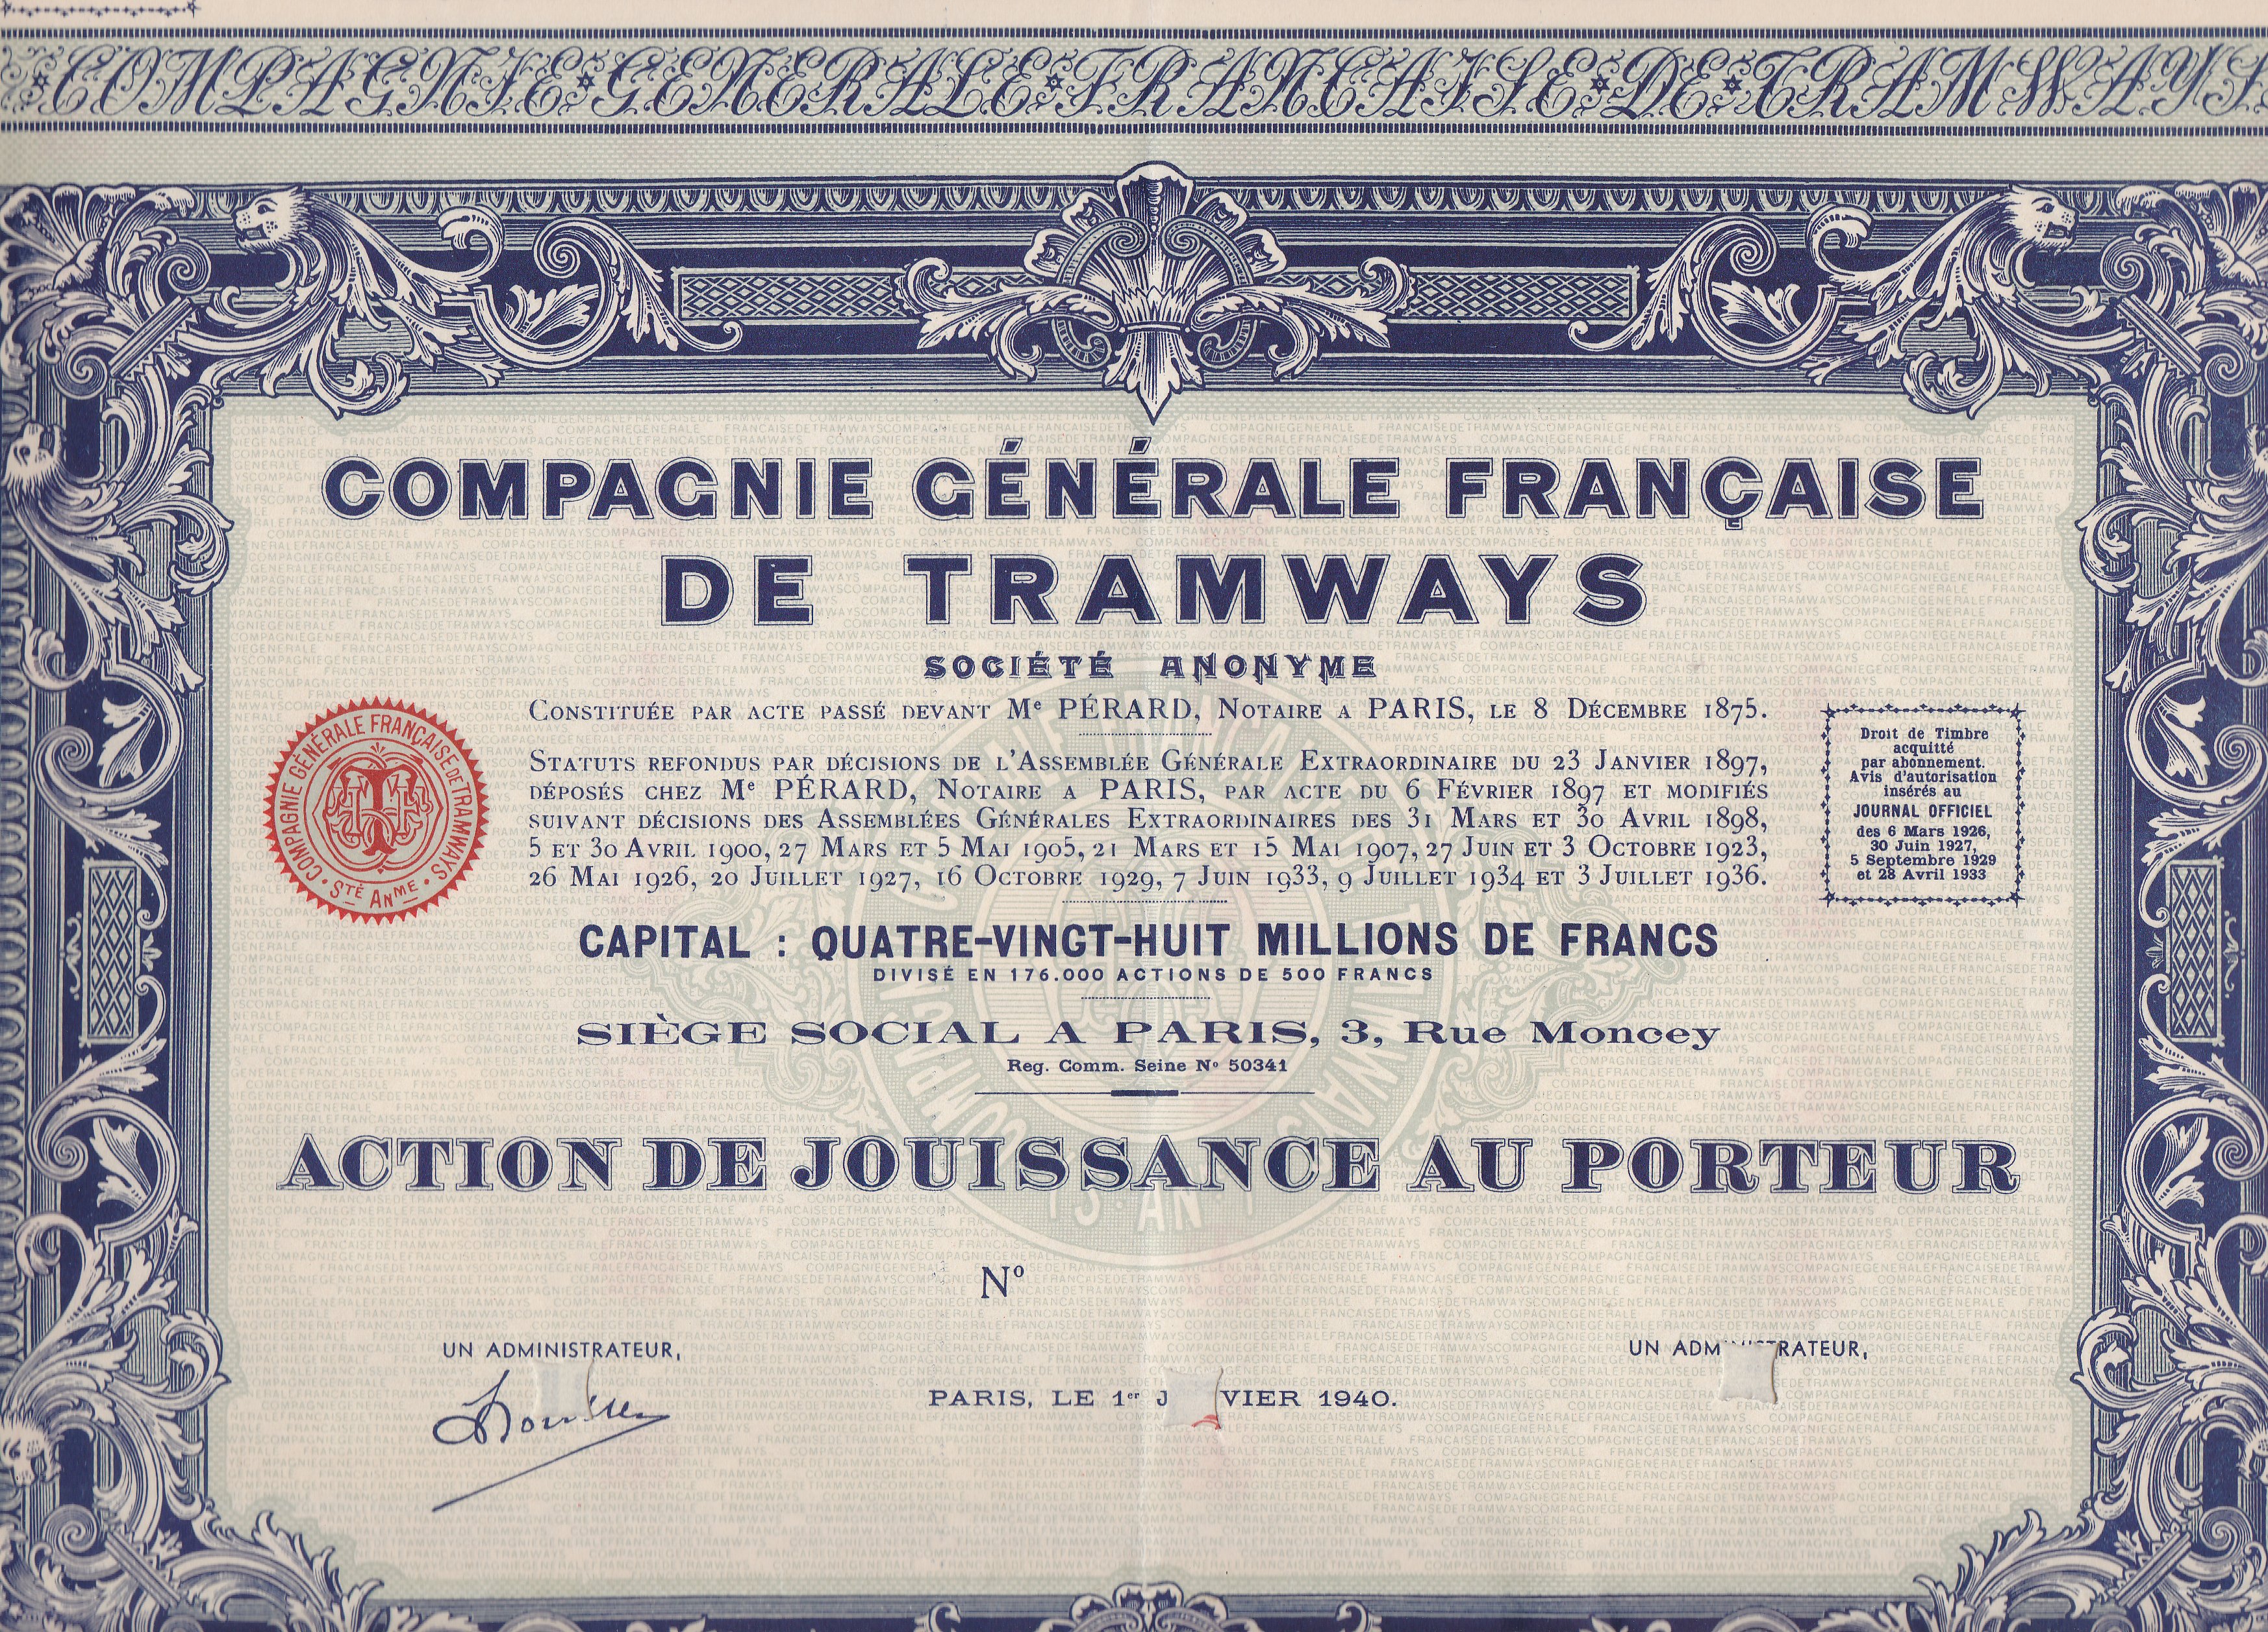 COMPAGNIE GENERALE FRANCAISE DE TRAMWAYS
COMPAGNIE GÉNÉRALE FRANÇAISE
DE TRAMWAYS
SOCIÉTÉ ANONYME
CONSTITUÉE PAR ACTE PASSÉ DEVANT Me PÉRARD, NOTAIRE A PARIS, LE 8 DÉCEMBRE 1875.
STATUTS REFONDUS PAR DÉCISIONS DE L'ASSEMBLÉE GÉNÉRALE EXTRAORDINAIRE DU 23 JANVIER 1897,
DÉPOSÉS CHEZ Me PÉRARD, NOTAIRE A PARIS, PAR ACTE DU 6 FÉVRIER 1897 ET MODIFIÉS
SUIVANT DÉCISIONS DES ASSEMBLÉES GÉNÉRALES EXTRAORDINAIRES DES 31 MARS ET 30 AVRIL 1898,
5 ET 30 AVRIL 1900, 27 MARS ET 5 MAI 1905, 21 MARS ET 15 MAI 1907, 27 JUIN ET 3 OCTOBRE 1923,
26 MAI 1926, 20 JUILLET 1927, 16 OCTOBRE 1929, 7 JUIN 1933, 9 JUILLET 1934 ET 3 JUILLET 1936.
COMPAGNIE GÉNÉRALE FRANÇAISE DE TRAMWAYS
STÉ ANME
Droit de Timbre
acquitté
par abonnement.
Avis d'autorisation
insérés au
JOURNAL OFFICIEL
des 6 Mars 1926,
30 Juin 1927,
5 Septembre 1929
et 28 Avril 1933
CAPITAL : QUATRE-VINGT-HUIT MILLIONS DE FRANCS
DIVISÉ EN 176.000 ACTIONS DE 500 FRANCS
SIÈGE SOCIAL A PARIS, 3, Rue Moncey
Reg. Comm. Seine No 50341
ACTION DE JOUISSANCE AU PORTEUR
No
UN ADMINISTRATEUR,
UN ADM RATEUR,
PARIS, LE 1er J VIER 1940.